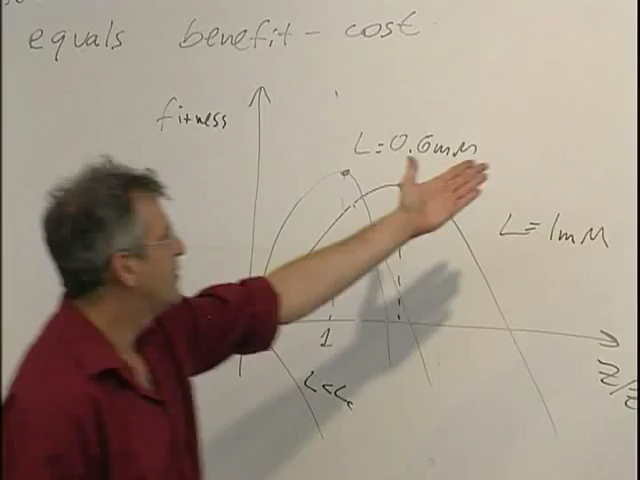 equals benefit - cost
fitness
L=0.6mM
L=1mM
1
L<L